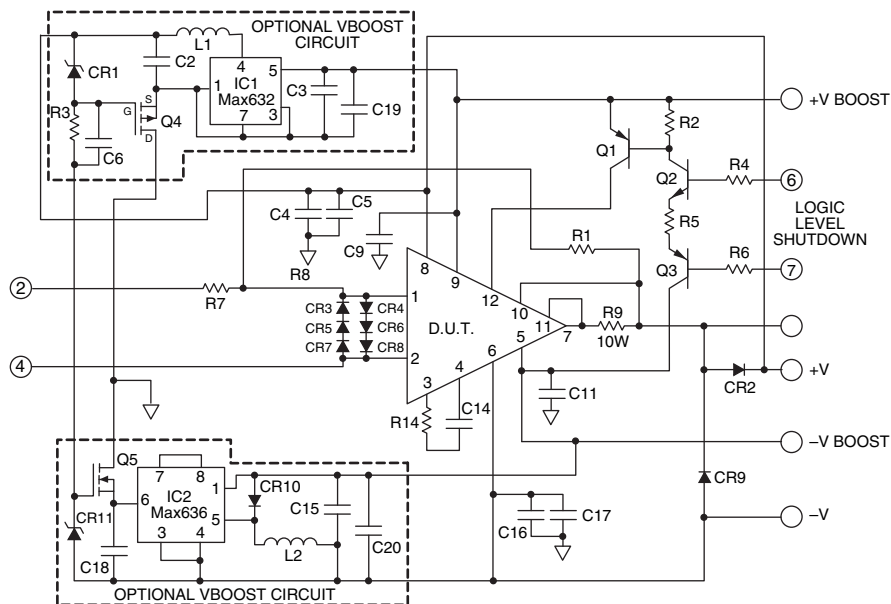 OPTIONAL VBOOST
CIRCUIT
L1
C2
4
5
IC1
Max632
1
3
7
CR1
R3
S
G
D
Q4
C6
C3
C19
+V BOOST
R2
Q1
Q2
R4
6
LOGIC
LEVEL
SHUTDOWN
R5
R6
7
Q3
C4
C5
R8
C9
R1
2
R7
8
9
12
10
11
7
R9
10W
CR3
CR4
CR5
CR6
CR7
CR8
1
D.U.T.
2
4
3
4
6
5
R14
C14
C11
CR2
+V
–V BOOST
CR9
–V
Q5
7
8
IC2
Max636
6
1
5
3
4
CR10
C15
C20
L2
CR11
C18
C16
C17
OPTIONAL VBOOST CIRCUIT